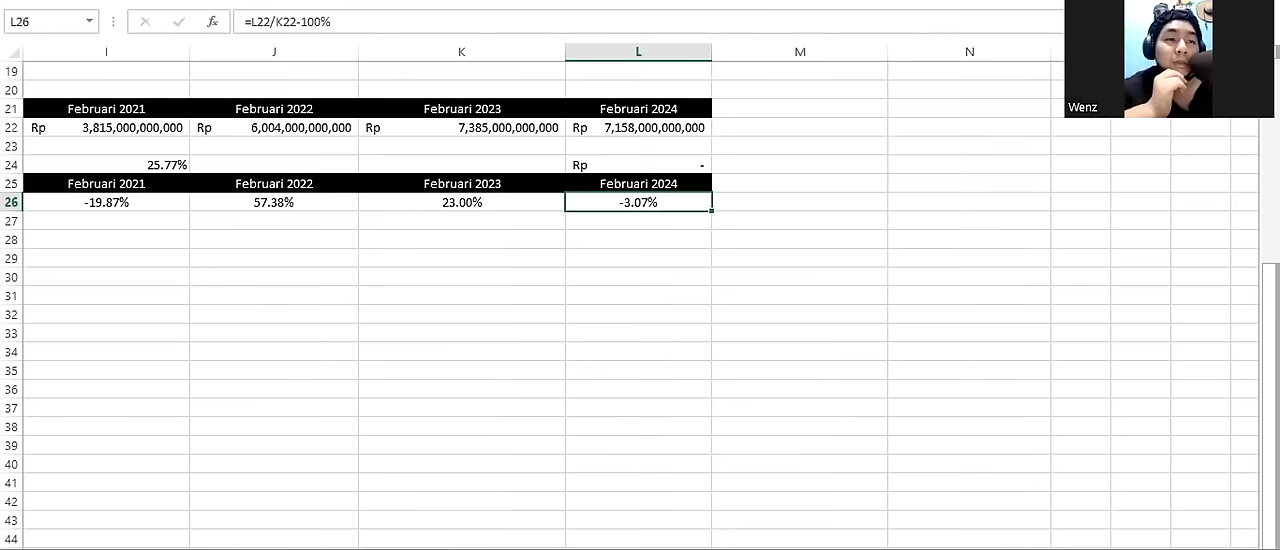 L26 =L22/K22-100%
Wenz
I J K L M N
19
20
21 Februari 2021 Februari 2022 Februari 2023 Februari 2024
22 Rp 3,815,000,000,000 Rp 6,004,000,000,000 Rp 7,385,000,000,000 Rp 7,158,000,000,000
23
24 25.77% Rp -
25 Februari 2021 Februari 2022 Februari 2023 Februari 2024
26 -19.87% 57.38% 23.00% -3.07%
27
28
29
30
31
32
33
34
35
36
37
38
39
40
41
42
43
44